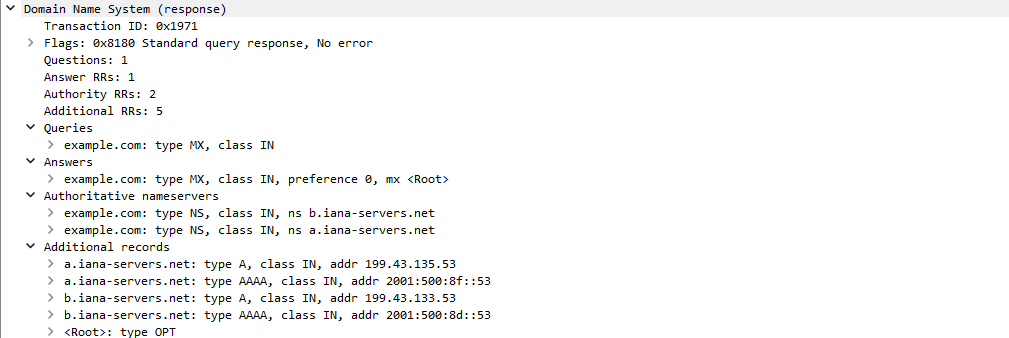 Domain Name System (response)
Transaction ID: 0x1971
Flags: 0x8180 Standard query response, No error
Questions: 1
Answer RRs: 1
Authority RRs: 2
Additional RRs: 5
Queries
example.com: type MX, class IN
Answers
example.com: type MX, class IN, preference 0, mx <Root>
Authoritative nameservers
example.com: type NS, class IN, ns b.iana-servers.net
example.com: type NS, class IN, ns a.iana-servers.net
Additional records
a.iana-servers.net: type A, class IN, addr 199.43.135.53
a.iana-servers.net: type AAAA, class IN, addr 2001:500:8f::53
b.iana-servers.net: type A, class IN, addr 199.43.133.53
b.iana-servers.net: type AAAA, class IN, addr 2001:500:8d::53
<Root>: type OPT